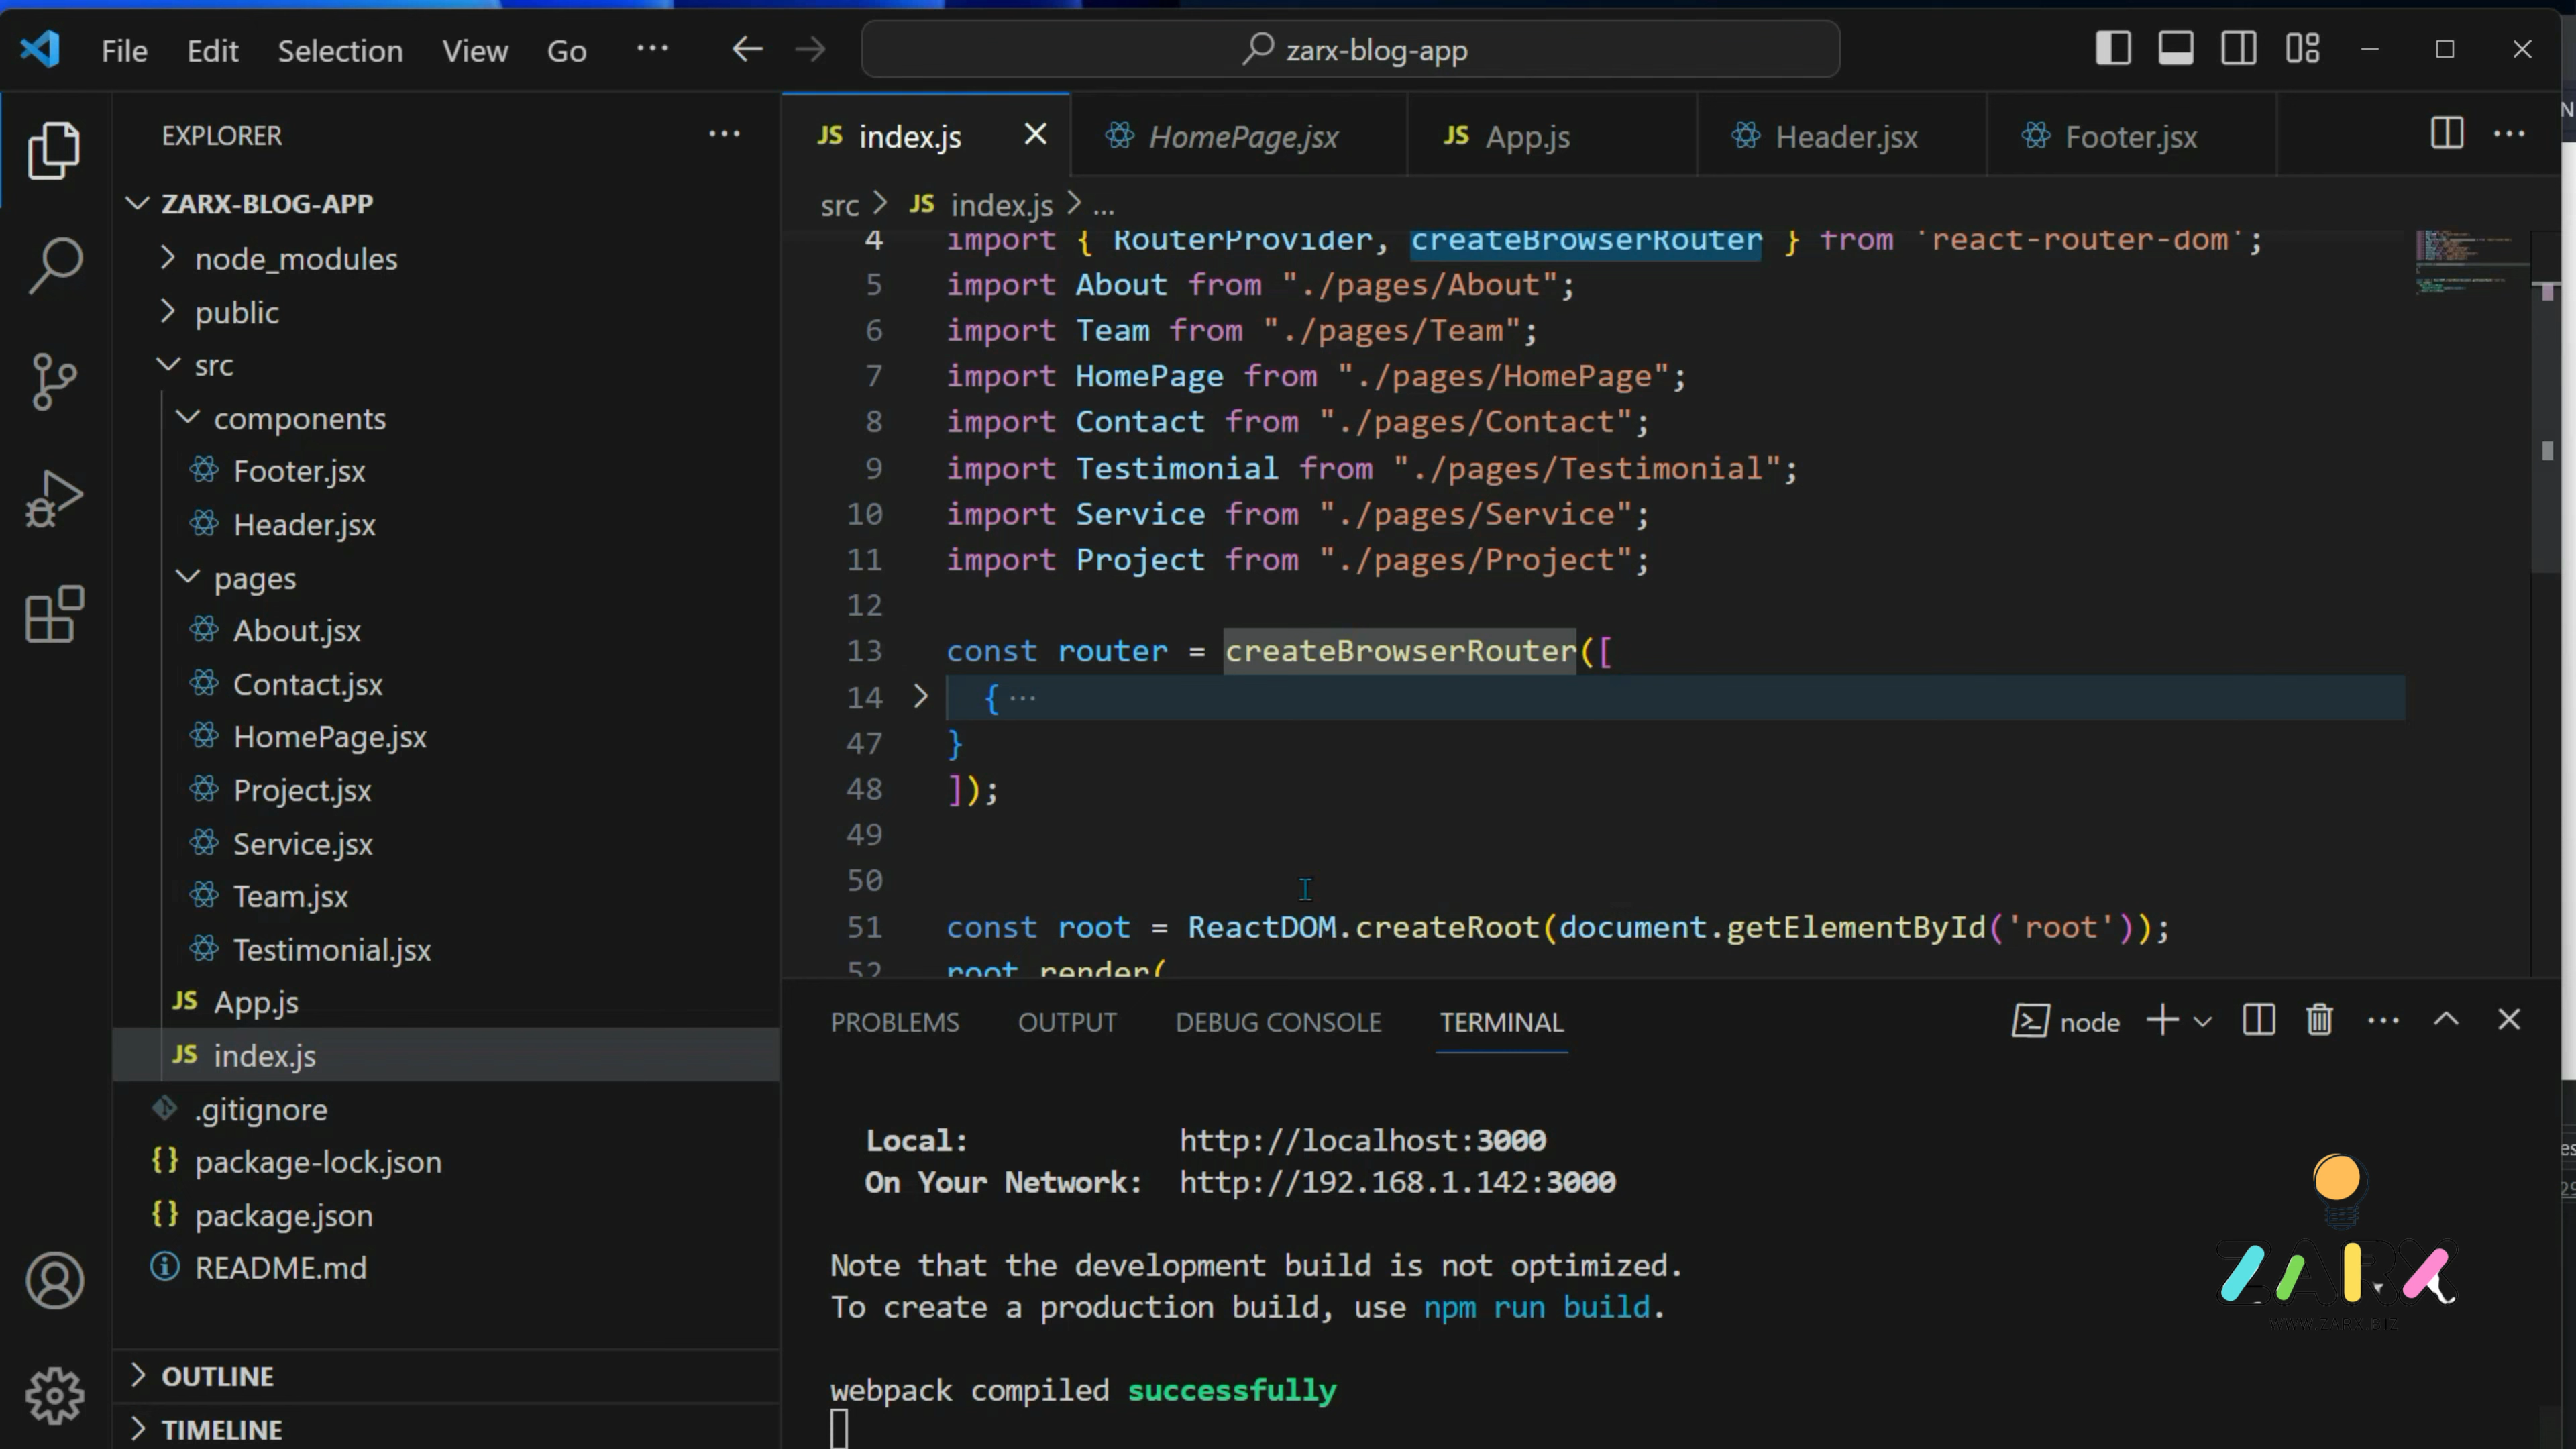 File Edit Selection View Go ...
zarx-blog-app
EXPLORER ...
ZARX-BLOG-APP
node_modules
public
src
components
Footer.jsx
Header.jsx
pages
About.jsx
Contact.jsx
HomePage.jsx
Project.jsx
Service.jsx
Team.jsx
Testimonial.jsx
JS App.js
JS index.js
.gitignore
{} package-lock.json
{} package.json
README.md
OUTLINE
TIMELINE
JS index.js HomePage.jsx JS App.js Header.jsx Footer.jsx ...
src > JS index.js > ...
4 import { RouterProvider, createBrowserRouter } from 'react-router-dom';
5 import About from "./pages/About";
6 import Team from "./pages/Team";
7 import HomePage from "./pages/HomePage";
8 import Contact from "./pages/Contact";
9 import Testimonial from "./pages/Testimonial";
10 import Service from "./pages/Service";
11 import Project from "./pages/Project";
12
13 const router = createBrowserRouter([
14 > { ...
47 }
48 ]);
49
50
51 const root = ReactDOM.createRoot(document.getElementById('root'));
52 root.render(
PROBLEMS OUTPUT DEBUG CONSOLE TERMINAL node ...
Local: http://localhost:3000
On Your Network: http://192.168.1.142:3000
Note that the development build is not optimized.
To create a production build, use npm run build.
webpack compiled successfully
ZARX